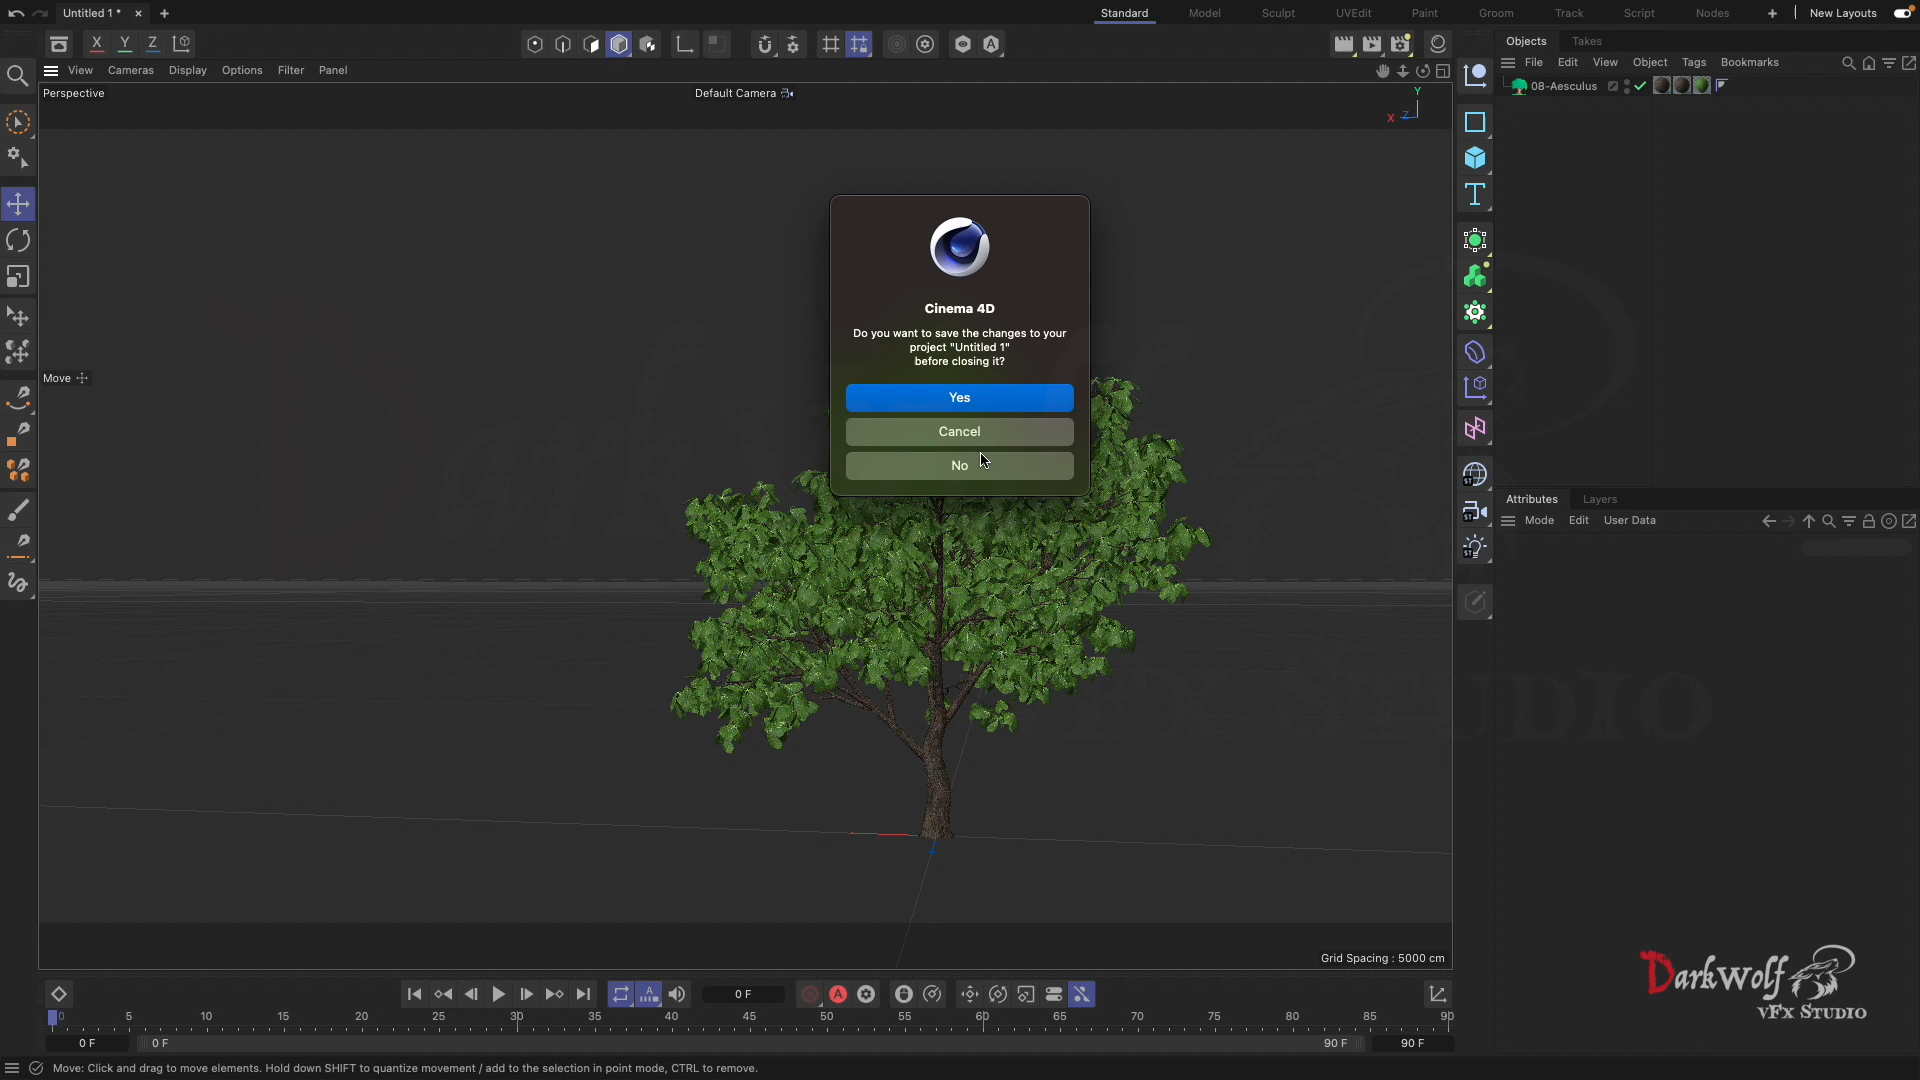 Untitled 1 *
Standard
Model
Sculpt
UVEdit
Paint
Groom
Track
Script
Nodes
New Layouts
X
Y
Z
Objects
Takes
File
Edit
View
Object
Tags
Bookmarks
08-Aesculus
View
Cameras
Display
Options
Filter
Panel
Perspective
Default Camera
Y
X
Z
Cinema 4D
Do you want to save the changes to your
project "Untitled 1"
before closing it?
Yes
Cancel
No
Move
Attributes
Layers
Mode
Edit
User Data
ST
ST
ST
Grid Spacing : 5000 cm
A
A
0 F
0
5
10
15
20
25
30
35
40
45
50
55
60
65
70
75
80
85
90
0 F
0 F
90 F
90 F
DarkWolf
vFx Studio
Move: Click and drag to move elements. Hold down SHIFT to quantize movement / add to the selection in point mode, CTRL to remove.